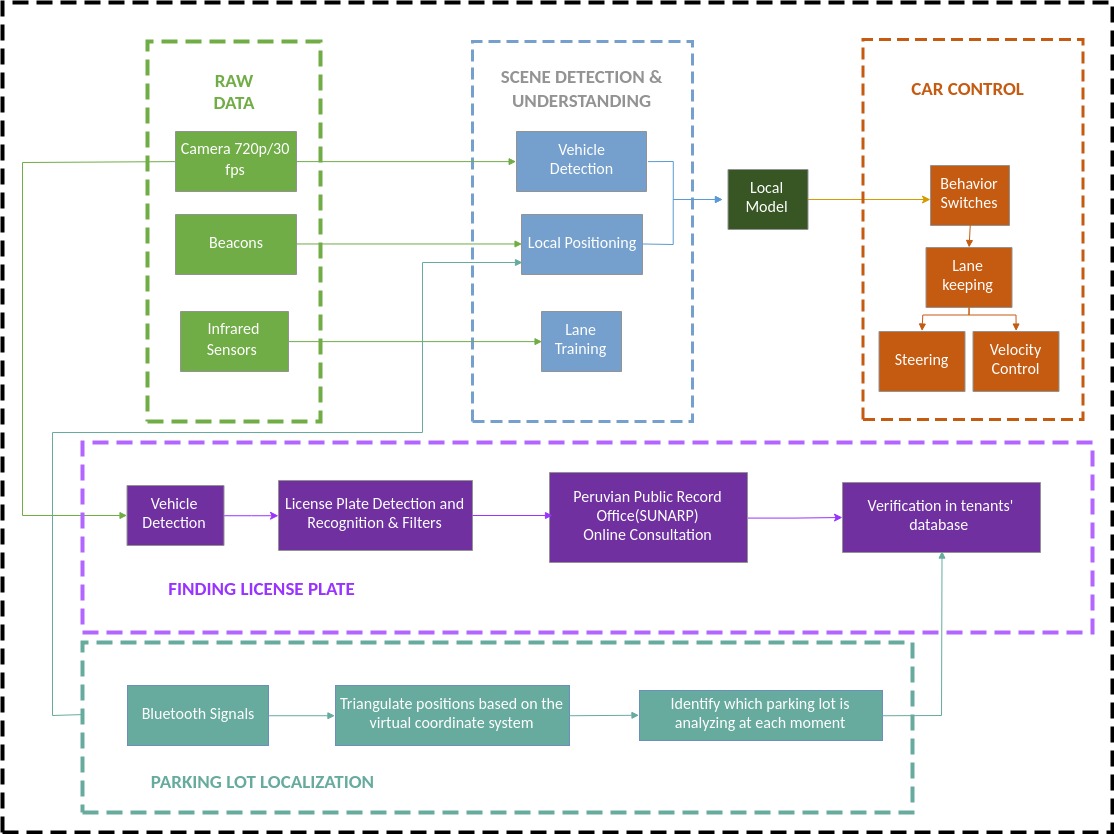 RAW
DATA
Camera 720p/30
fps
Beacons
Infrared
Sensors
SCENE DETECTION &
UNDERSTANDING
Vehicle
Detection
Local Positioning
Lane
Training
Local
Model
CAR CONTROL
Behavior
Switches
Lane
keeping
Steering
Velocity
Control
Vehicle
Detection
License Plate Detection and
Recognition & Filters
Peruvian Public Record
Office(SUNARP)
Online Consultation
Verification in tenants'
database
FINDING LICENSE PLATE
Bluetooth Signals
Triangulate positions based on the
virtual coordinate system
Identify which parking lot is
analyzing at each moment
PARKING LOT LOCALIZATION